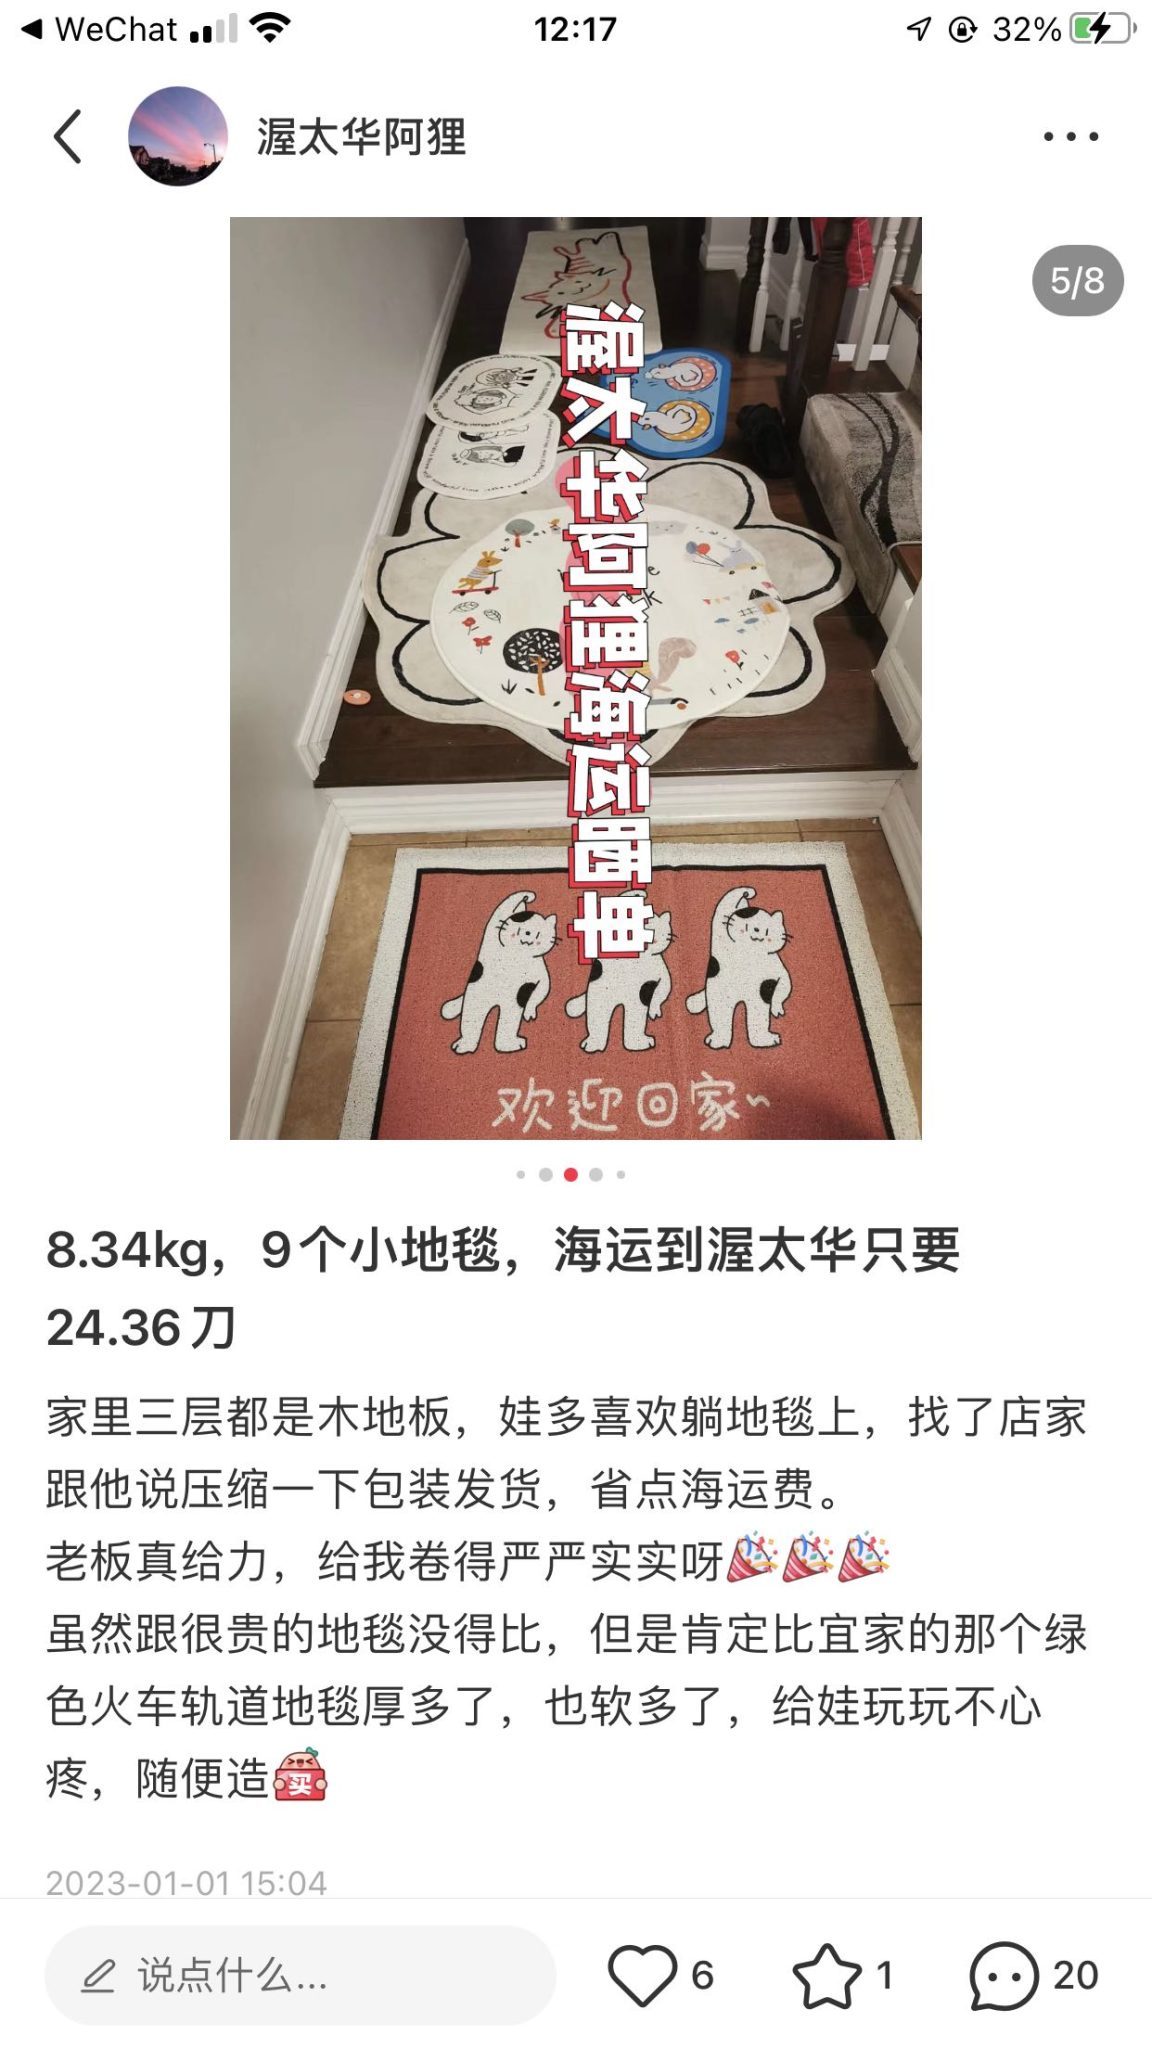 WeChat
12:17
32%
渥太华阿狸
5/8
渥太华阿狸海运晒单
欢迎回家~
8.34kg，9个小地毯，海运到渥太华只要
24.36刀
家里三层都是木地板，娃多喜欢躺地毯上，找了店家
跟他说压缩一下包装发货，省点海运费。
老板真给力，给我卷得严严实实呀🎉🎉🎉
虽然跟很贵的地毯没得比，但是肯定比宜家的那个绿
色火车轨道地毯厚多了，也软多了，给娃玩玩不心
疼，随便造
买
2023-01-01 15:04
说点什么...
6
1
20